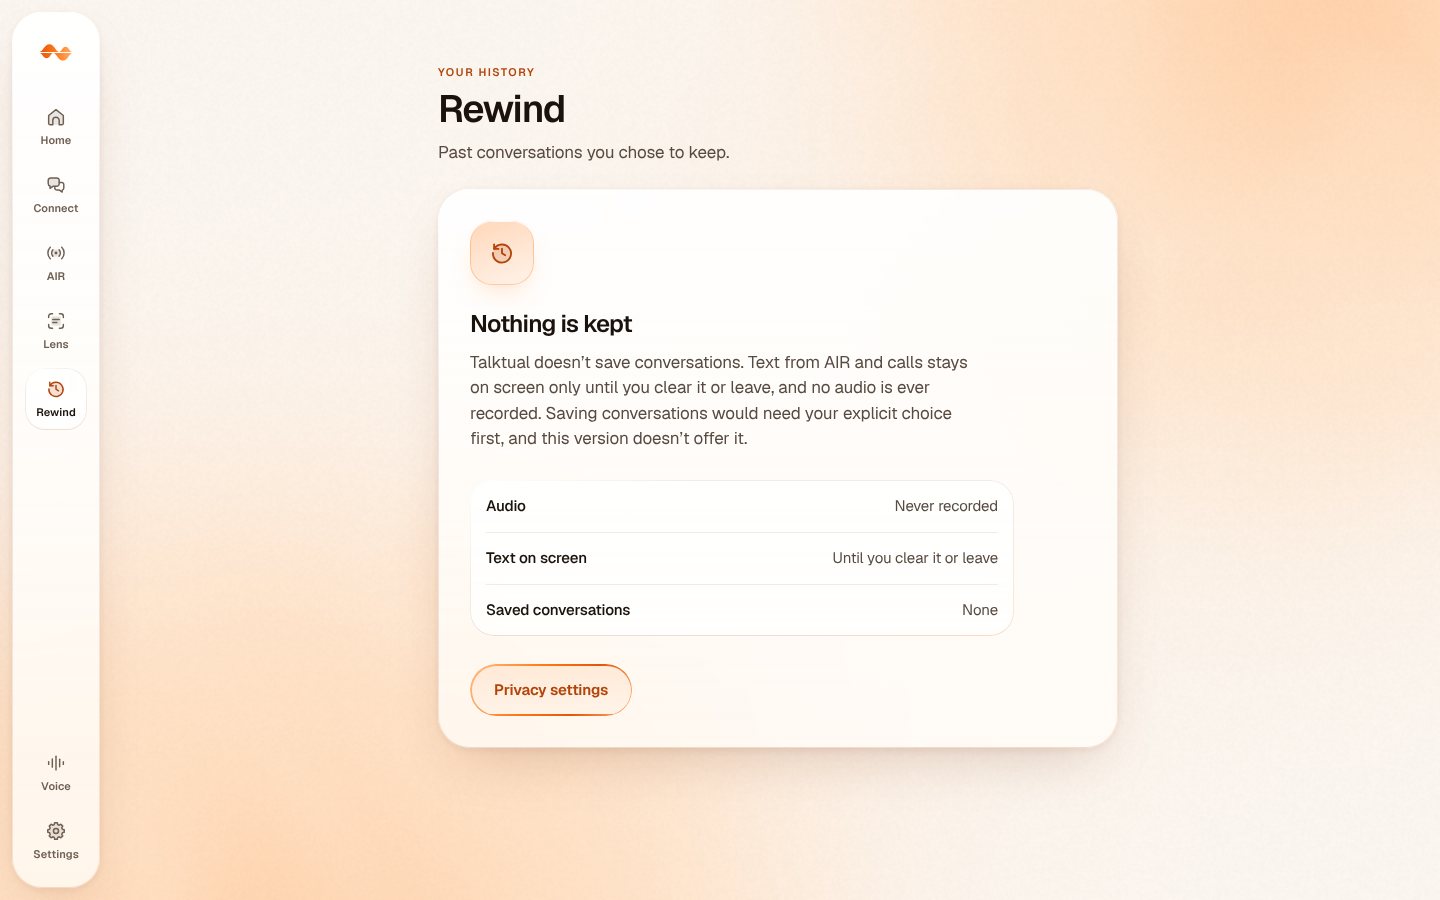 Home
Connect
AIR
Lens
Rewind
Voice
Settings
YOUR HISTORY
Rewind
Past conversations you chose to keep.
Nothing is kept
Talktual doesn’t save conversations. Text from AIR and calls stays
on screen only until you clear it or leave, and no audio is ever
recorded. Saving conversations would need your explicit choice
first, and this version doesn’t offer it.
Audio Never recorded
Text on screen Until you clear it or leave
Saved conversations None
Privacy settings